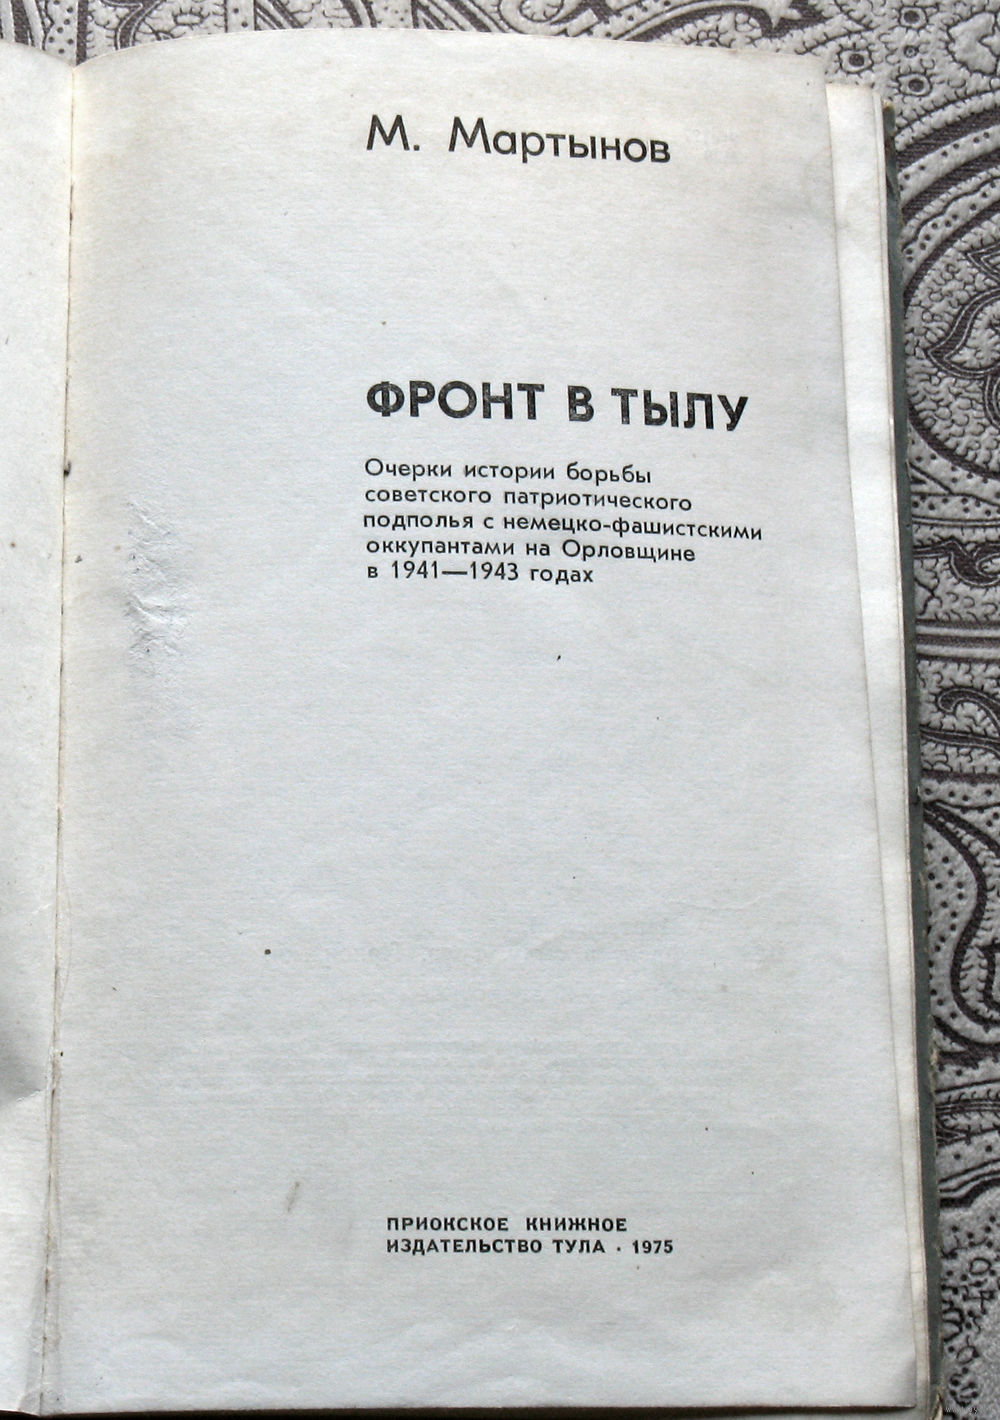 М. Мартынов
ФРОНТ В ТЫЛУ
Очерки истории борьбы
советского патриотического
подполья с немецко-фашистскими
оккупантами на Орловщине
в 1941—1943 годах
ПРИОКСКОЕ КНИЖНОЕ
ИЗДАТЕЛЬСТВО ТУЛА · 1975